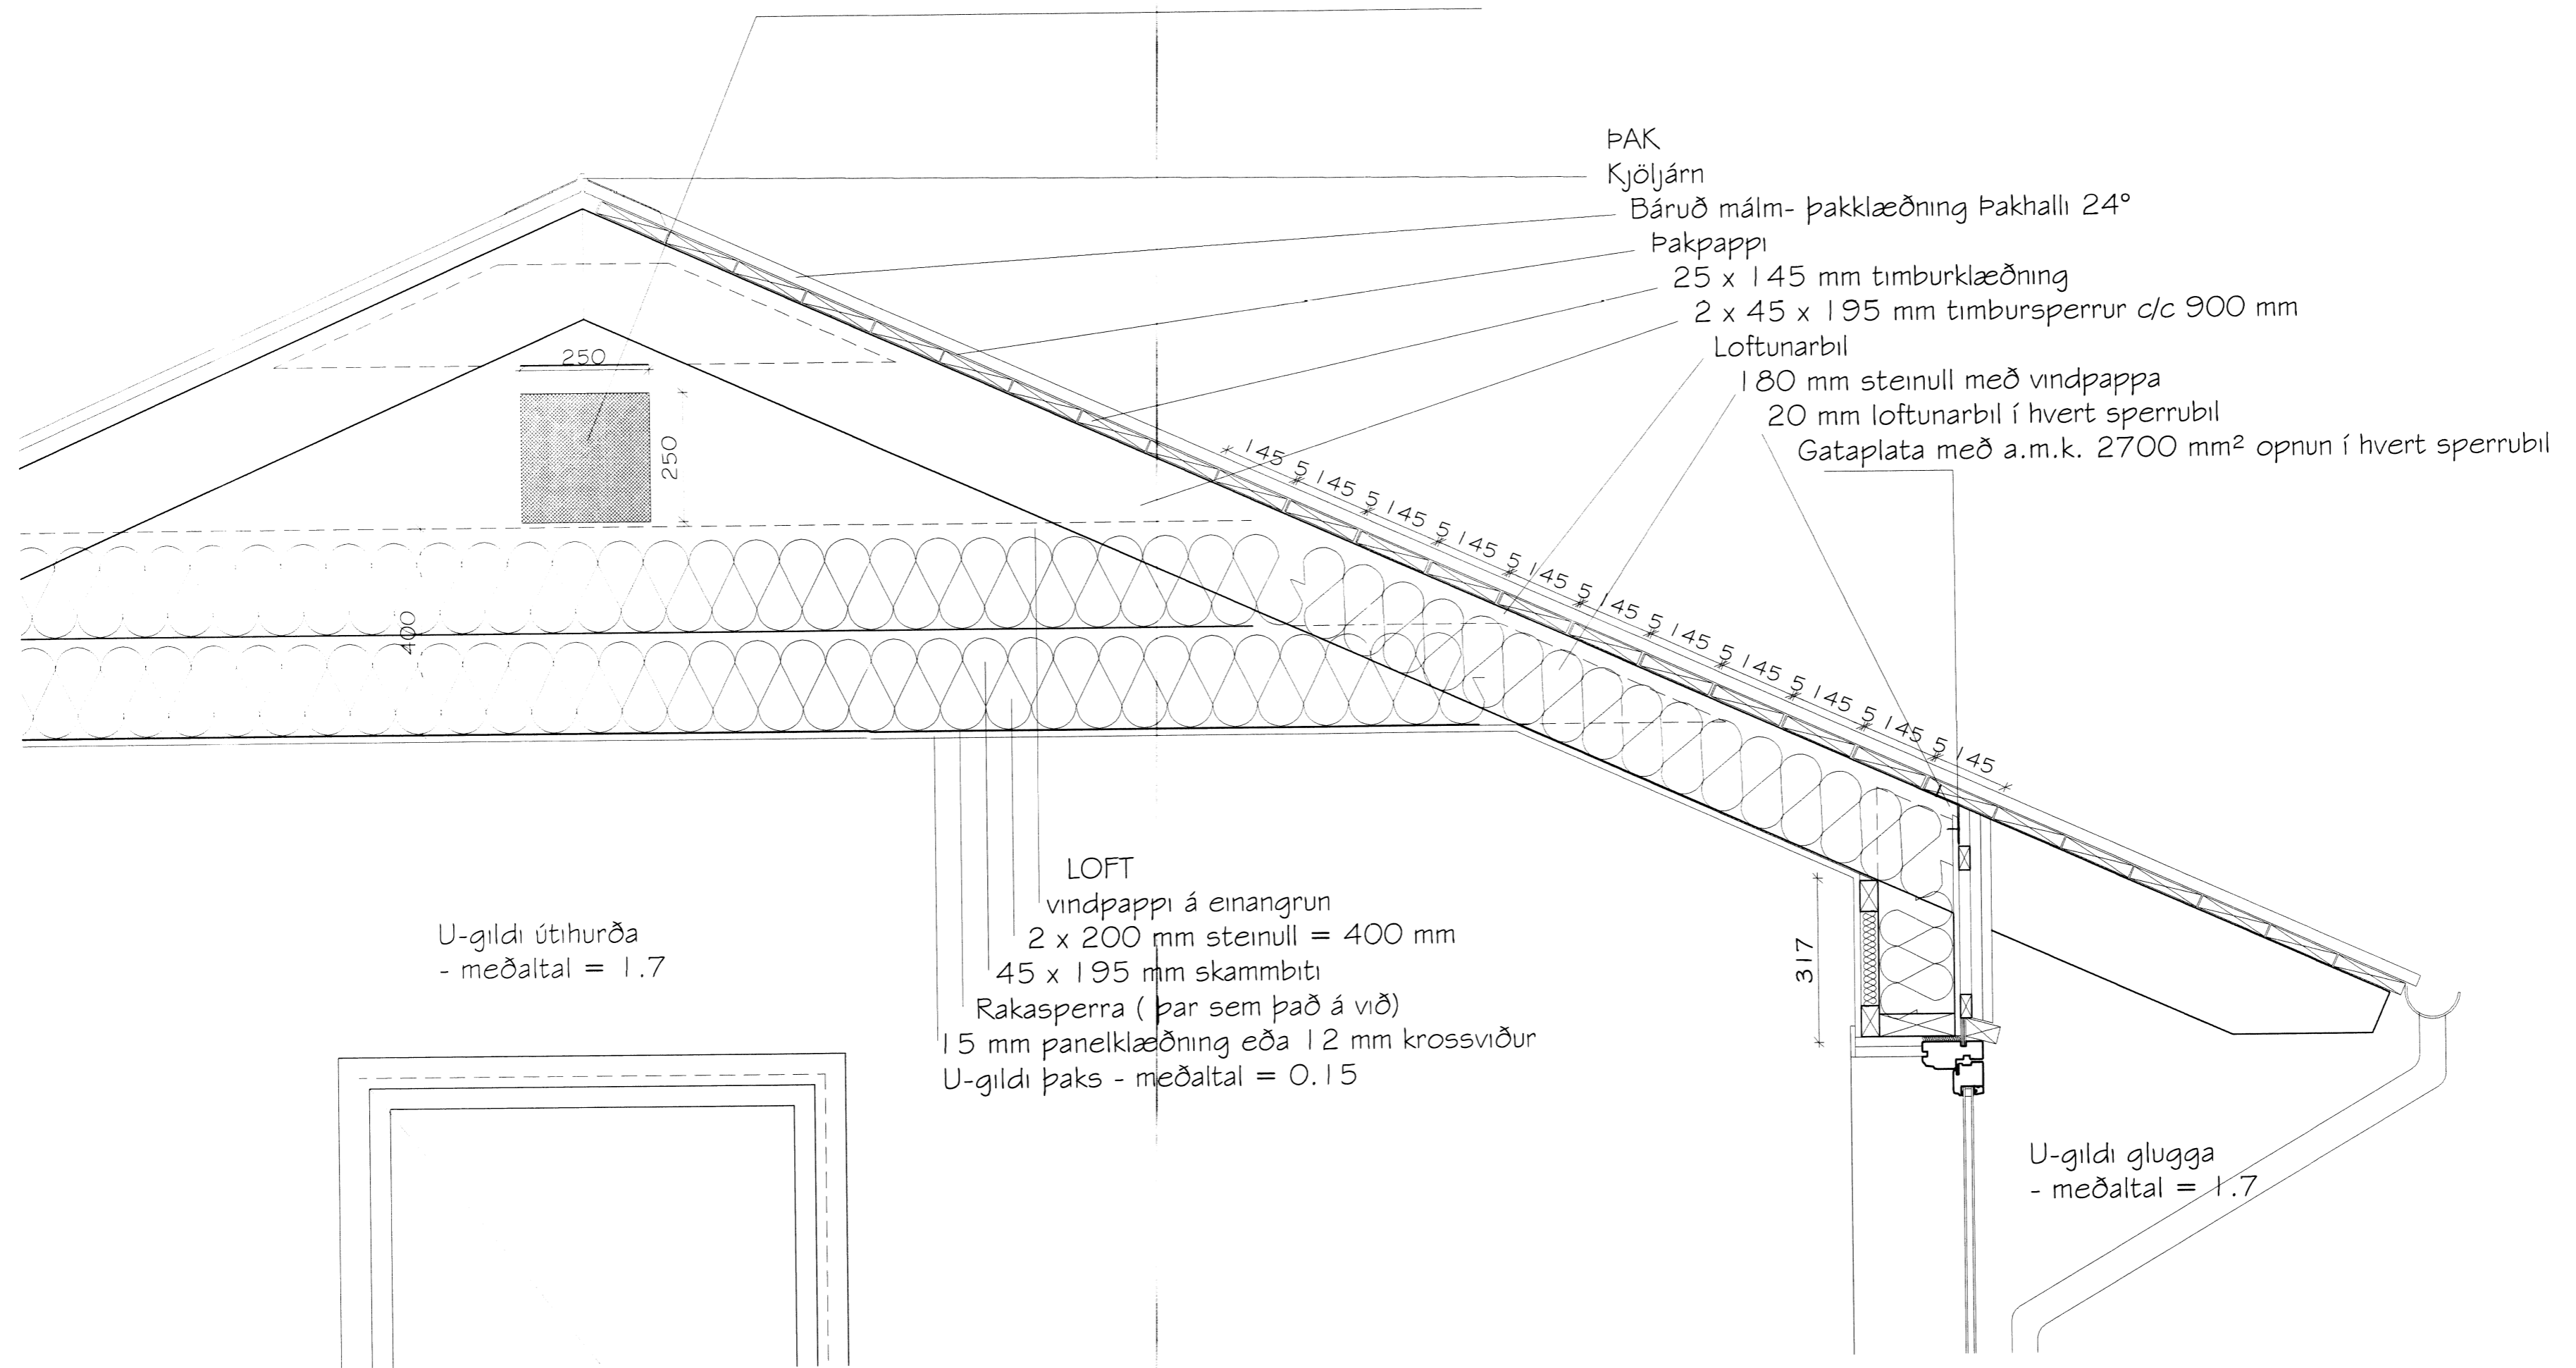 ÞAK
Kjöljárn
Báruð málm- þakklæðning Þakhalli 24°
Þakpappi
25 x 145 mm timburklæðning
2 x 45 x 195 mm timbursperrur c/c 900 mm
Loftunarbil
180 mm steinull með vindpappa
20 mm loftunarbil í hvert sperrubil
Gataplata með a.m.k. 2700 mm² opnun í hvert sperrubil
250
250
145 5 145 5 145 5 145 5 145 5 145 5 145 5 145 5 145 5 145 5 145
400
317
LOFT
vindpappi á einangrun
2 x 200 mm steinull = 400 mm
45 x 195 mm skammbiti
Rakasperra ( þar sem það á við)
15 mm panelklæðning eða 12 mm krossviður
U-gildi þaks - meðaltal = 0.15
U-gildi útihurða
- meðaltal = 1.7
U-gildi glugga
- meðaltal = 1.7